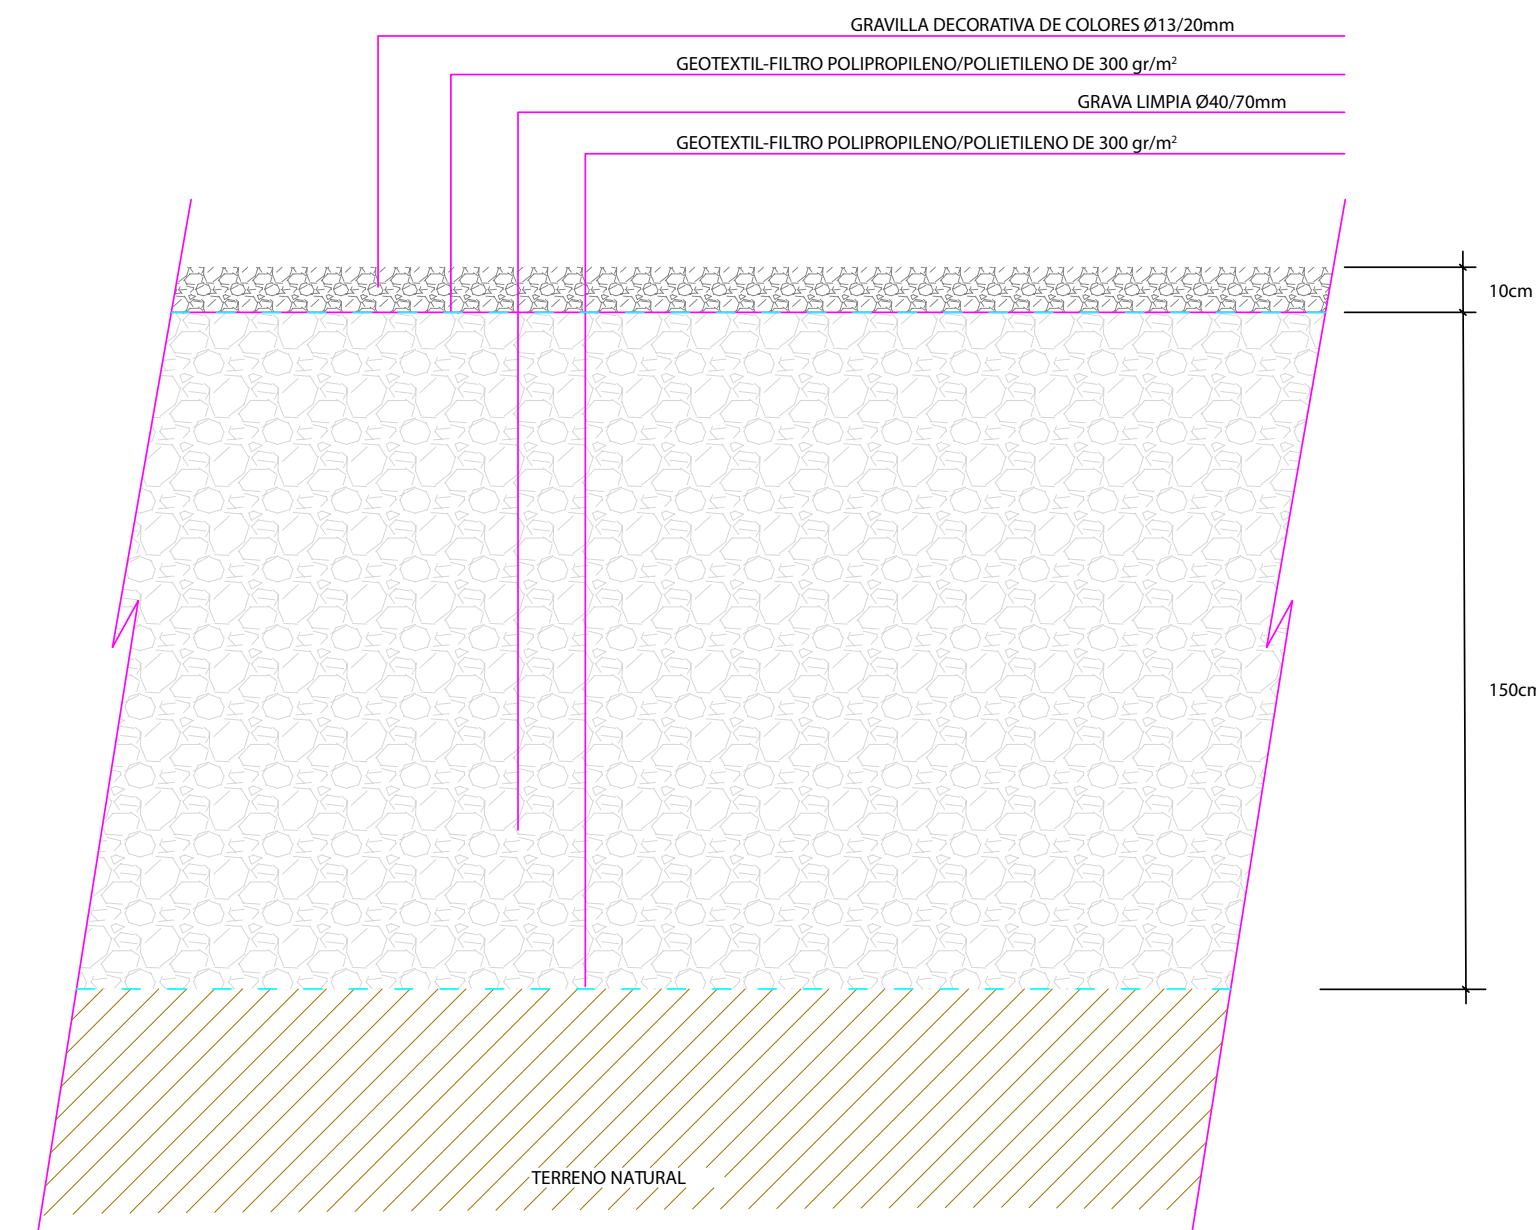 GRAVILLA DECORATIVA DE COLORES Ø13/20mm
GEOTEXTIL-FILTRO POLIPROPILENO/POLIETILENO DE 300 gr/m²
GRAVA LIMPIA Ø40/70mm
GEOTEXTIL-FILTRO POLIPROPILENO/POLIETILENO DE 300 gr/m²
10cm
150cm
TERRENO NATURAL